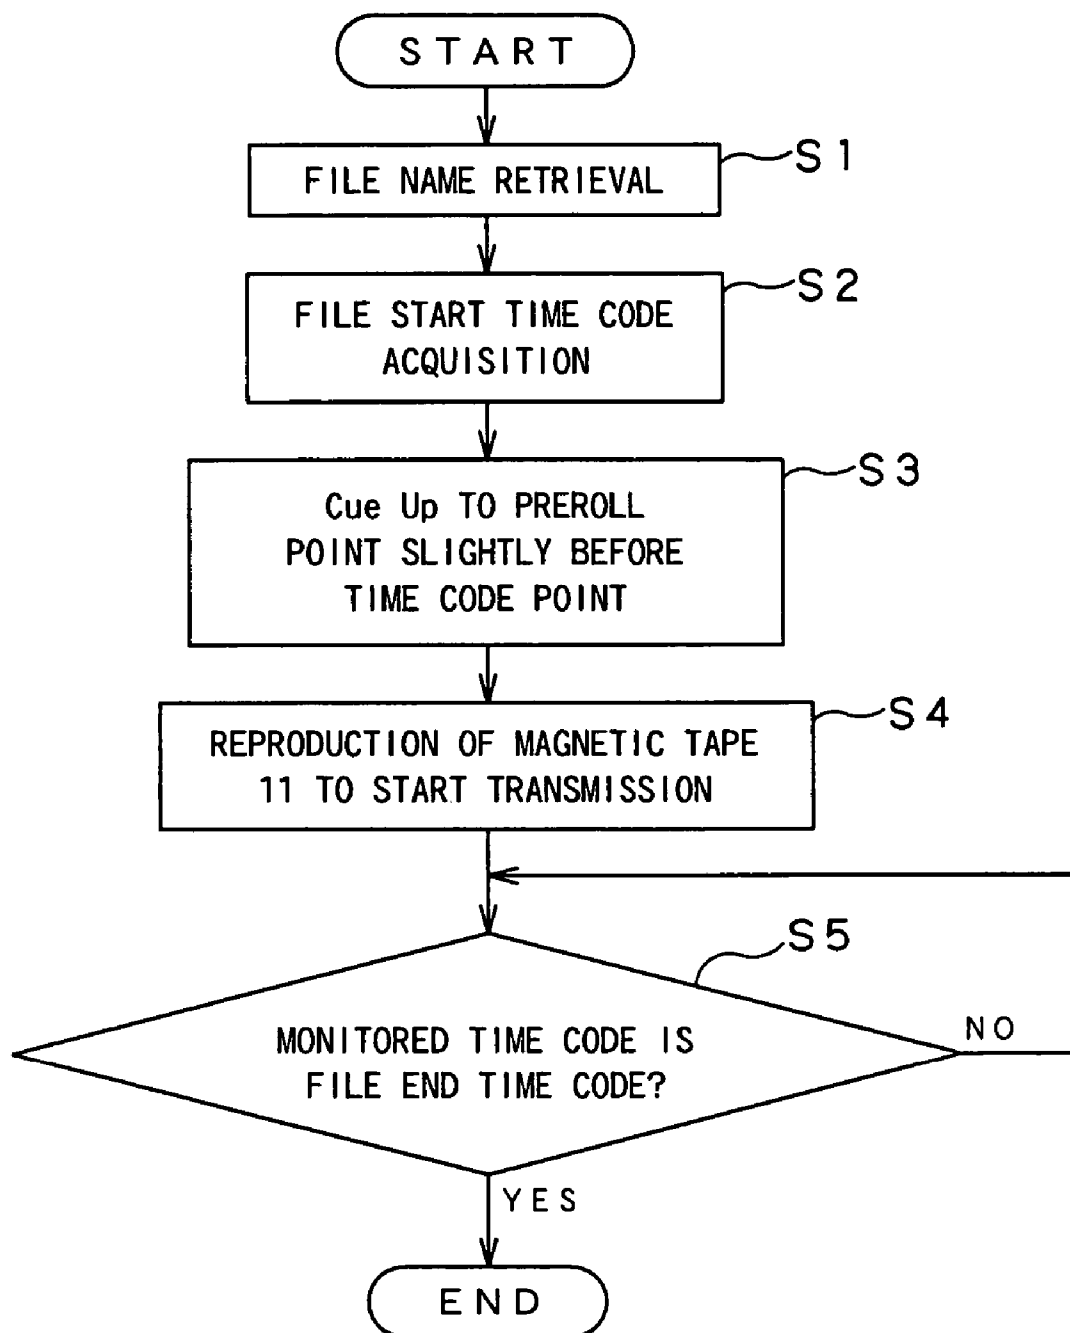 START
FILE NAME RETRIEVAL
S1
FILE START TIME CODE
ACQUISITION
S2
Cue Up TO PREROLL
POINT SLIGHTLY BEFORE
TIME CODE POINT
S3
REPRODUCTION OF MAGNETIC TAPE
11 TO START TRANSMISSION
S4
MONITORED TIME CODE IS
FILE END TIME CODE?
S5
NO
YES
END